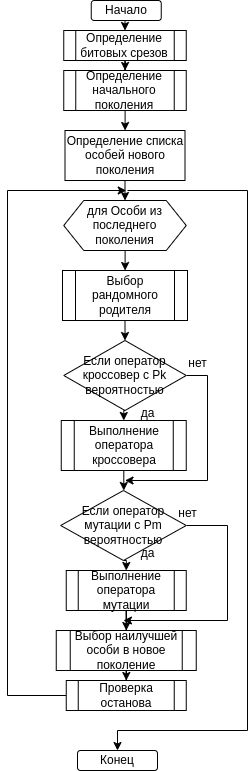 Начало
Определение
битовых срезов
Определение
начального
поколения
Определение списка
особей нового
поколения
для Особи из
последнего
поколения
Выбор
рандомного
родителя
Если оператор
кроссовер с Pk
вероятностью
нет
да
Выполнение
оператора
кроссовера
Если оператор
мутации с Pm
вероятностью
нет
да
Выполнение
оператора
мутации
Выбор наилучшей
особи в новое
поколение
Проверка
останова
Конец